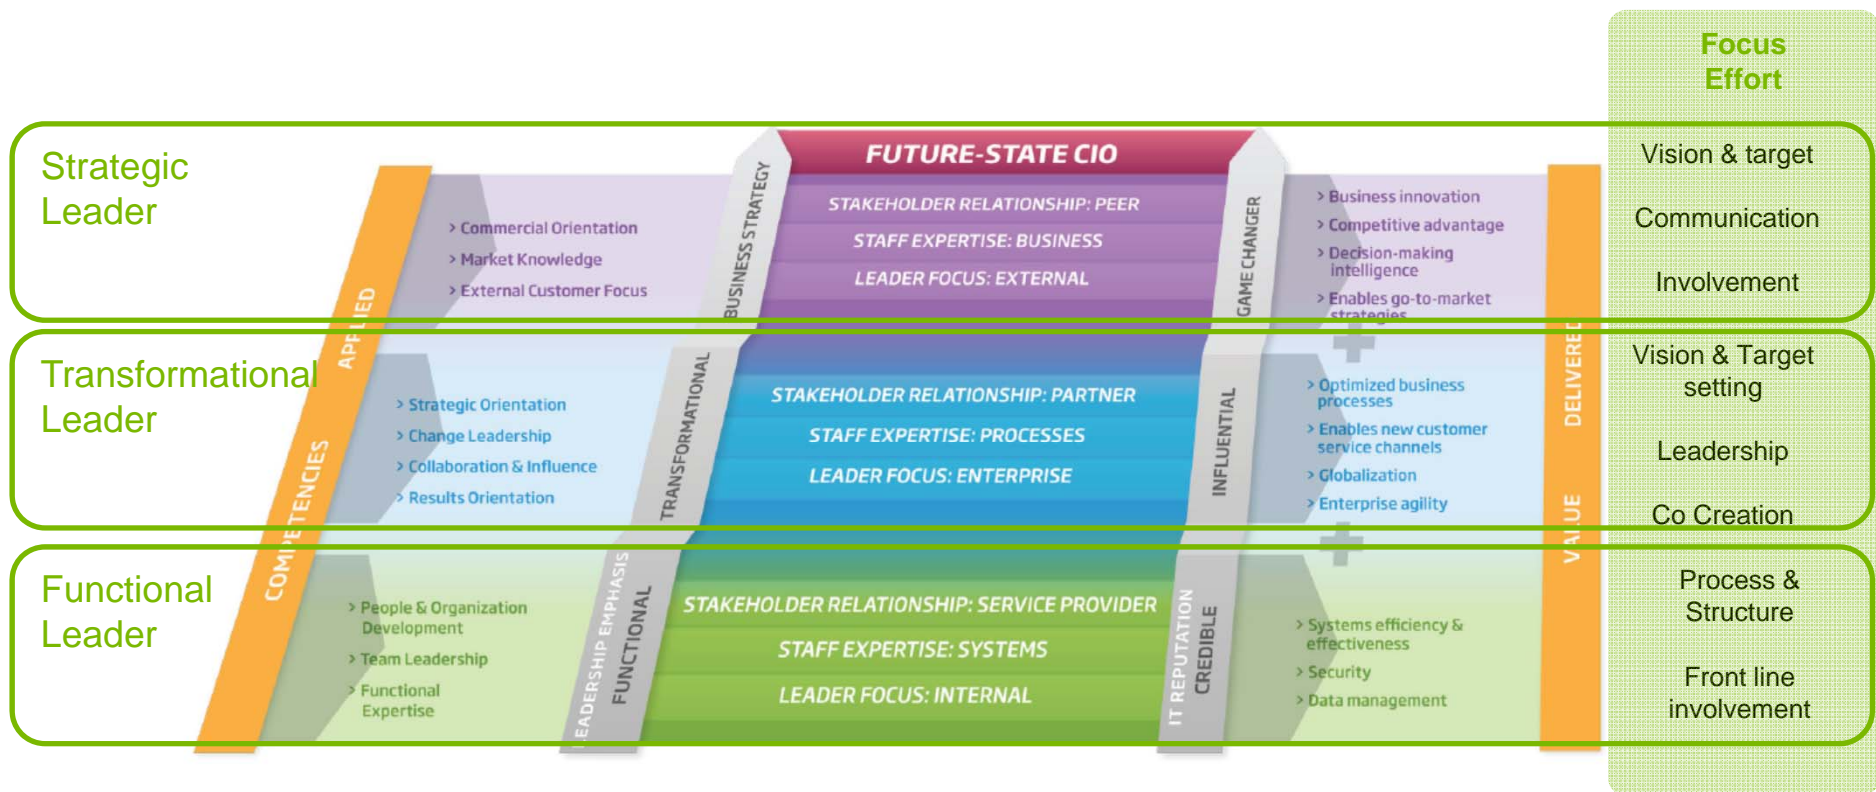 Focus
Effort
Strategic
Leader
COMPETENCIES APPLIED
> Commercial Orientation
> Market Knowledge
> External Customer Focus
BUSINESS STRATEGY
FUTURE-STATE CIO
STAKEHOLDER RELATIONSHIP: PEER
STAFF EXPERTISE: BUSINESS
LEADER FOCUS: EXTERNAL
GAME CHANGER
> Business innovation
> Competitive advantage
> Decision-making
intelligence
> Enables go-to-market
strategies
VALUE DELIVERED
Vision & target
Communication
Involvement
Transformational
Leader
> Strategic Orientation
> Change Leadership
> Collaboration & Influence
> Results Orientation
TRANSFORMATIONAL
STAKEHOLDER RELATIONSHIP: PARTNER
STAFF EXPERTISE: PROCESSES
LEADER FOCUS: ENTERPRISE
INFLUENTIAL
> Optimized business
processes
> Enables new customer
service channels
> Globalization
> Enterprise agility
Vision & Target
setting
Leadership
Co Creation
Functional
Leader
> People & Organization
Development
> Team Leadership
> Functional
Expertise
LEADERSHIP EMPHASIS
FUNCTIONAL
STAKEHOLDER RELATIONSHIP: SERVICE PROVIDER
STAFF EXPERTISE: SYSTEMS
LEADER FOCUS: INTERNAL
IT REPUTATION
CREDIBLE
> Systems efficiency &
effectiveness
> Security
> Data management
Process &
Structure
Front line
involvement